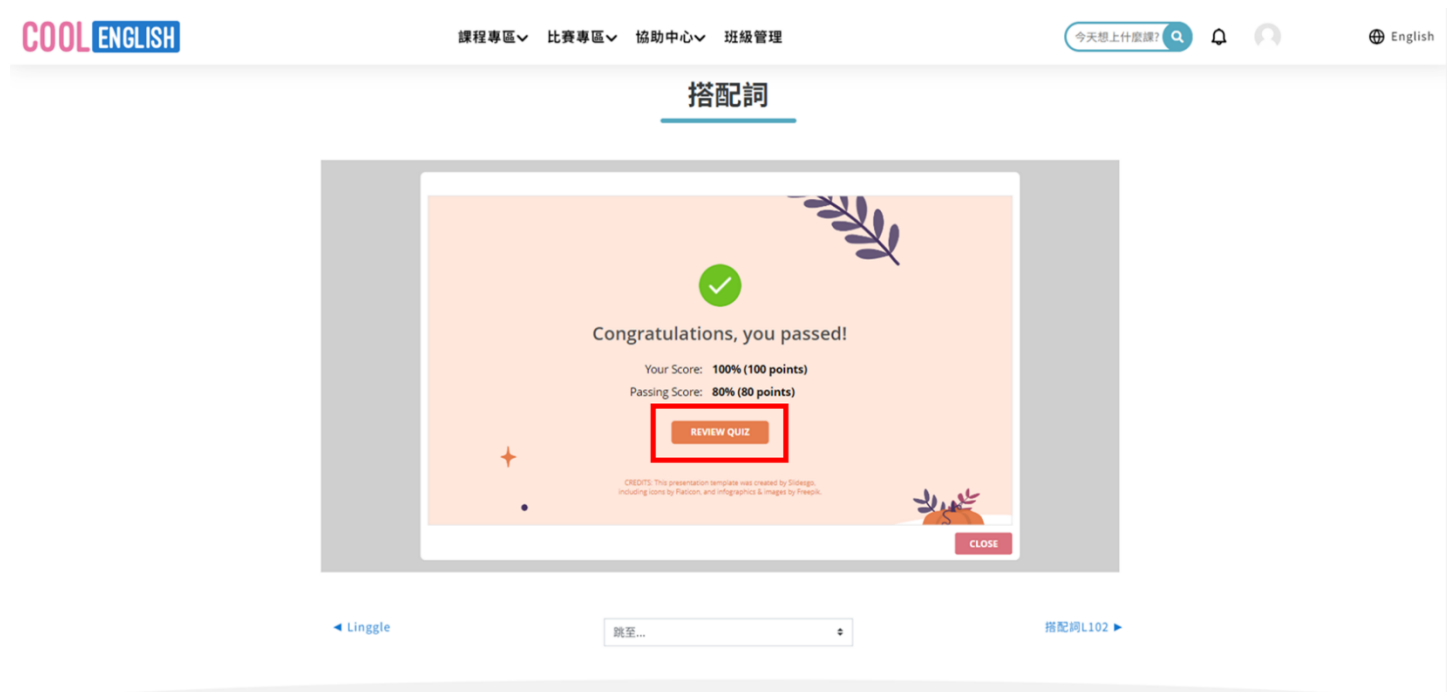 COOL ENGLISH
課程專區 比賽專區 協助中心 班級管理
今天想上什麼課?
English
搭配詞
Congratulations, you passed!
Your Score: 100% (100 points)
Passing Score: 80% (80 points)
REVIEW QUIZ
CREDITS: This presentation template was created by Slidesgo,
including icons by Flaticon, and infographics & images by Freepik.
CLOSE
◄ Linggle
跳至...
搭配詞L102 ►